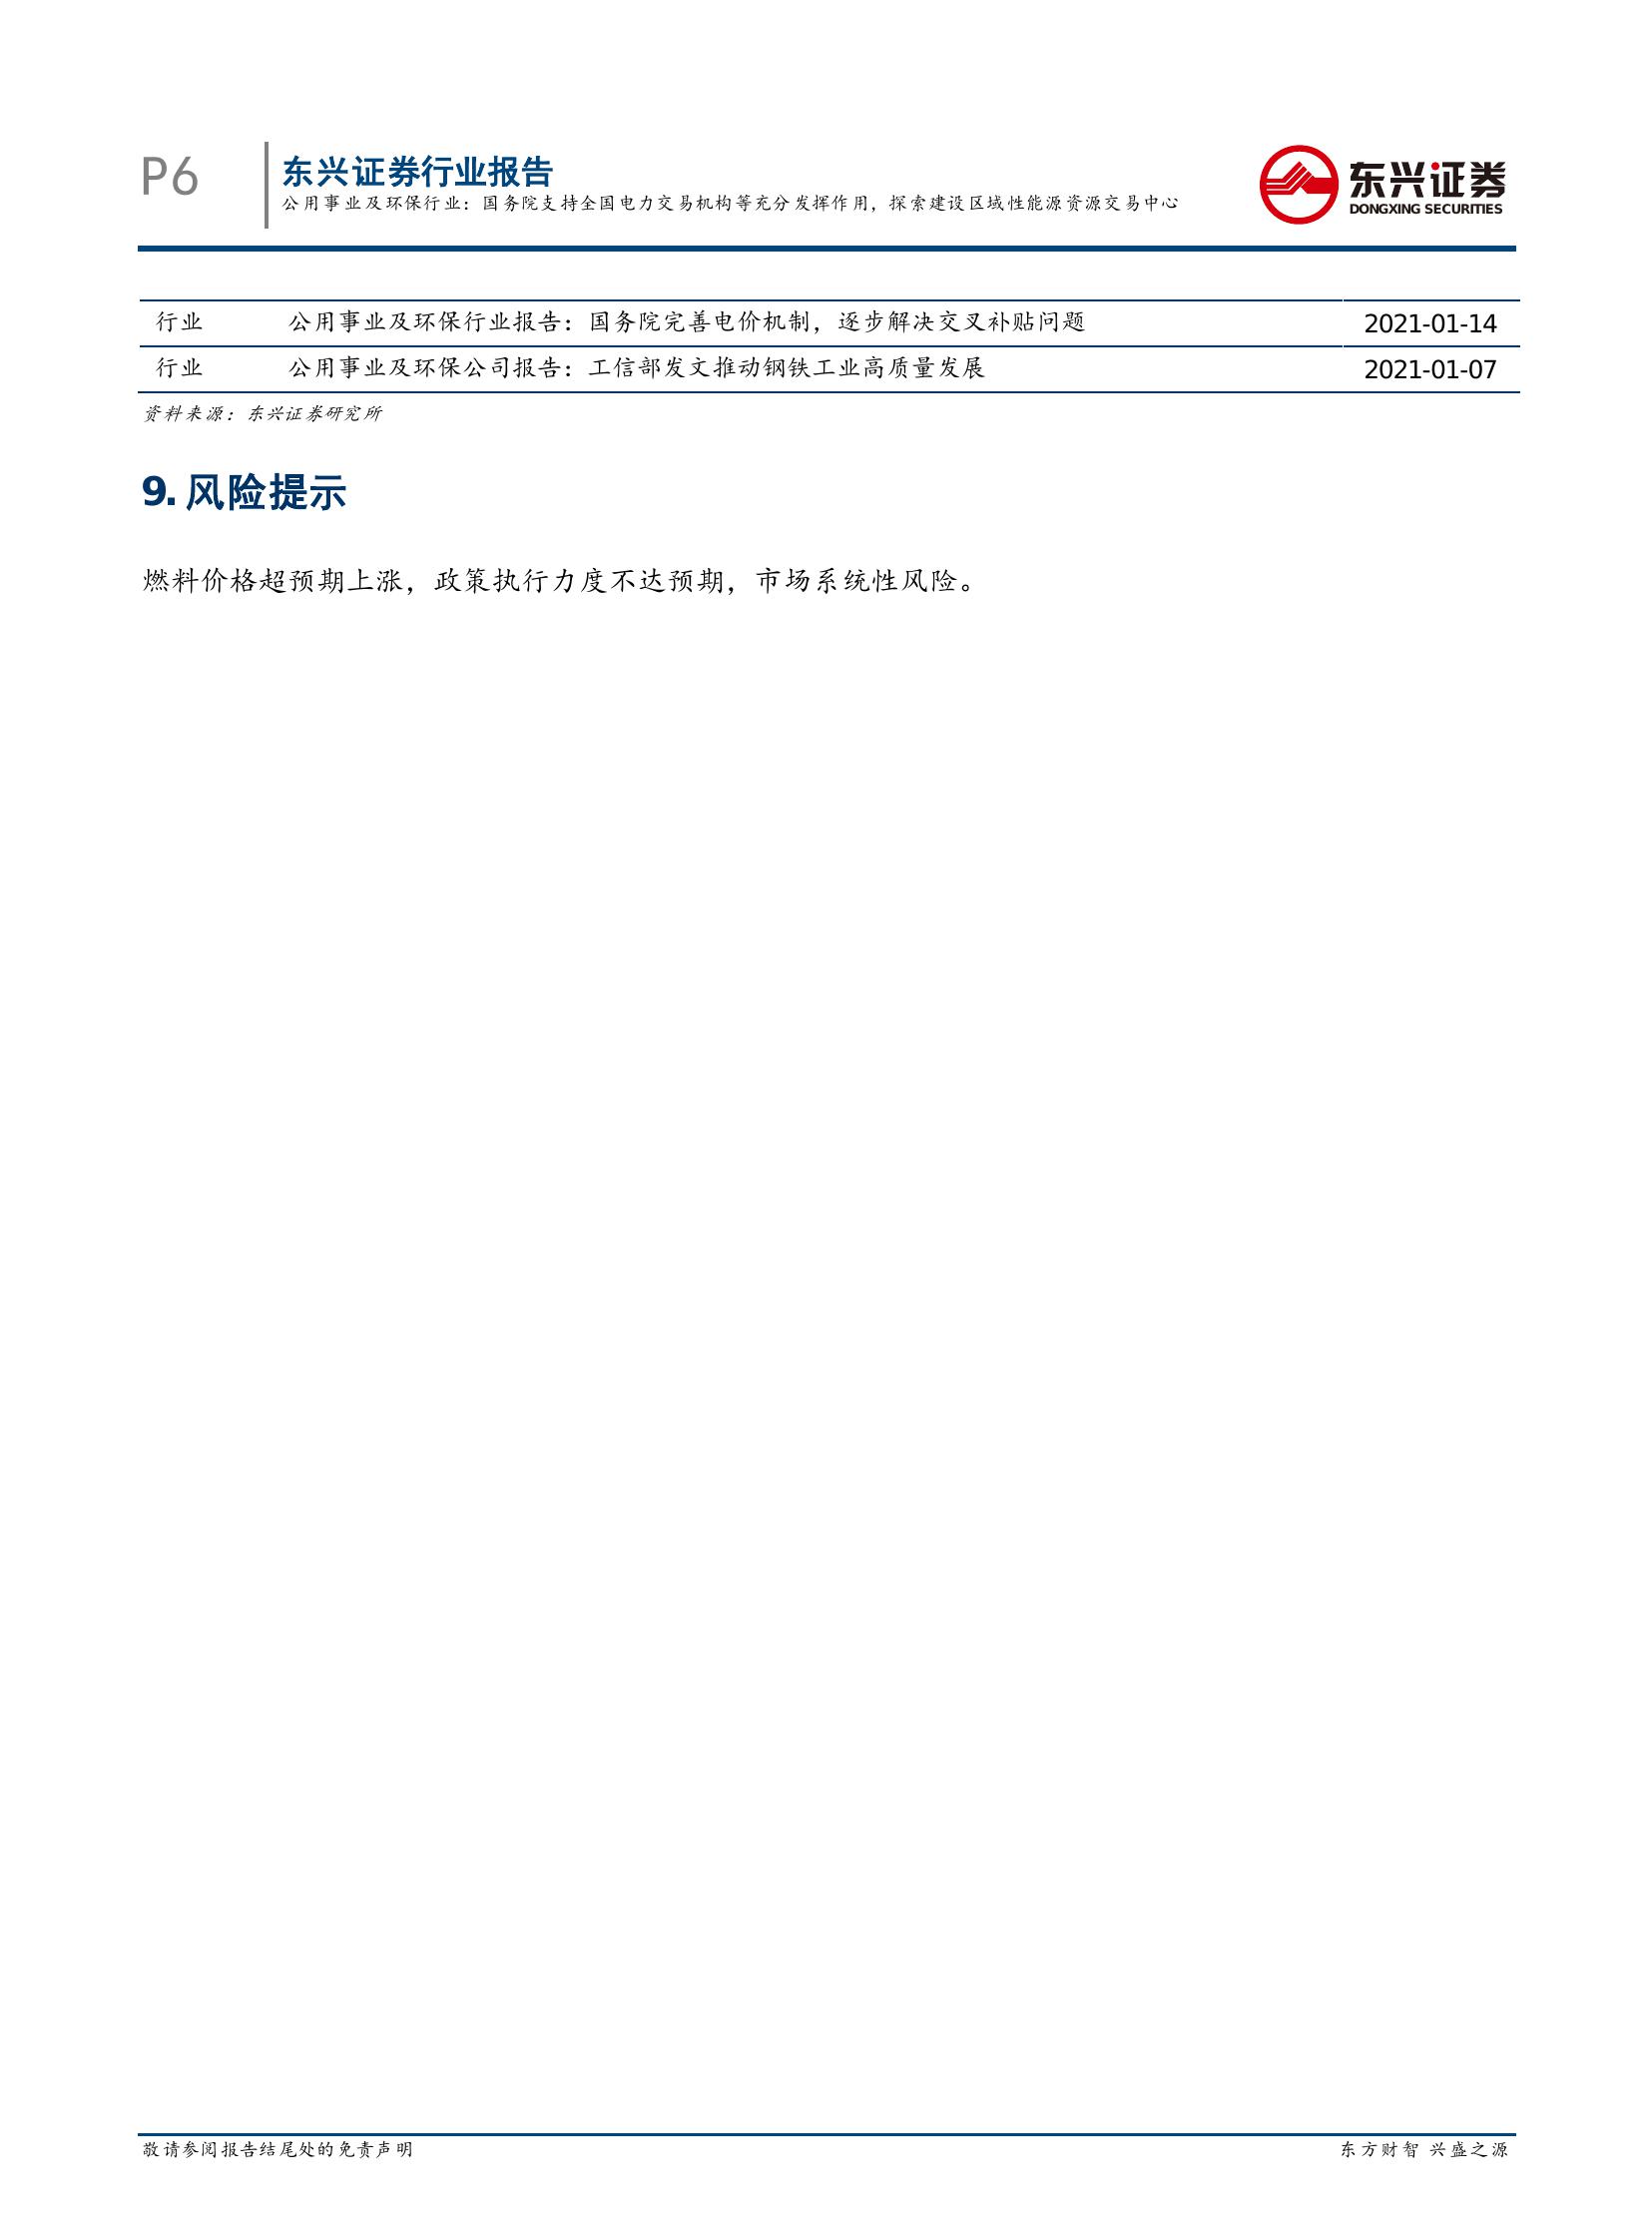 P6
东兴证券行业报告
公用事业及环保行业：国务院支持全国电力交易机构等充分发挥作用，探索建设区域性能源资源交易中心
东兴证券
DONGXING SECURITIES
行业 公用事业及环保行业报告：国务院完善电价机制，逐步解决交叉补贴问题 2021-01-14
行业 公用事业及环保公司报告：工信部发文推动钢铁工业高质量发展 2021-01-07
资料来源：东兴证券研究所
9. 风险提示
燃料价格超预期上涨，政策执行力度不达预期，市场系统性风险。
敬请参阅报告结尾处的免责声明 东方财智 兴盛之源